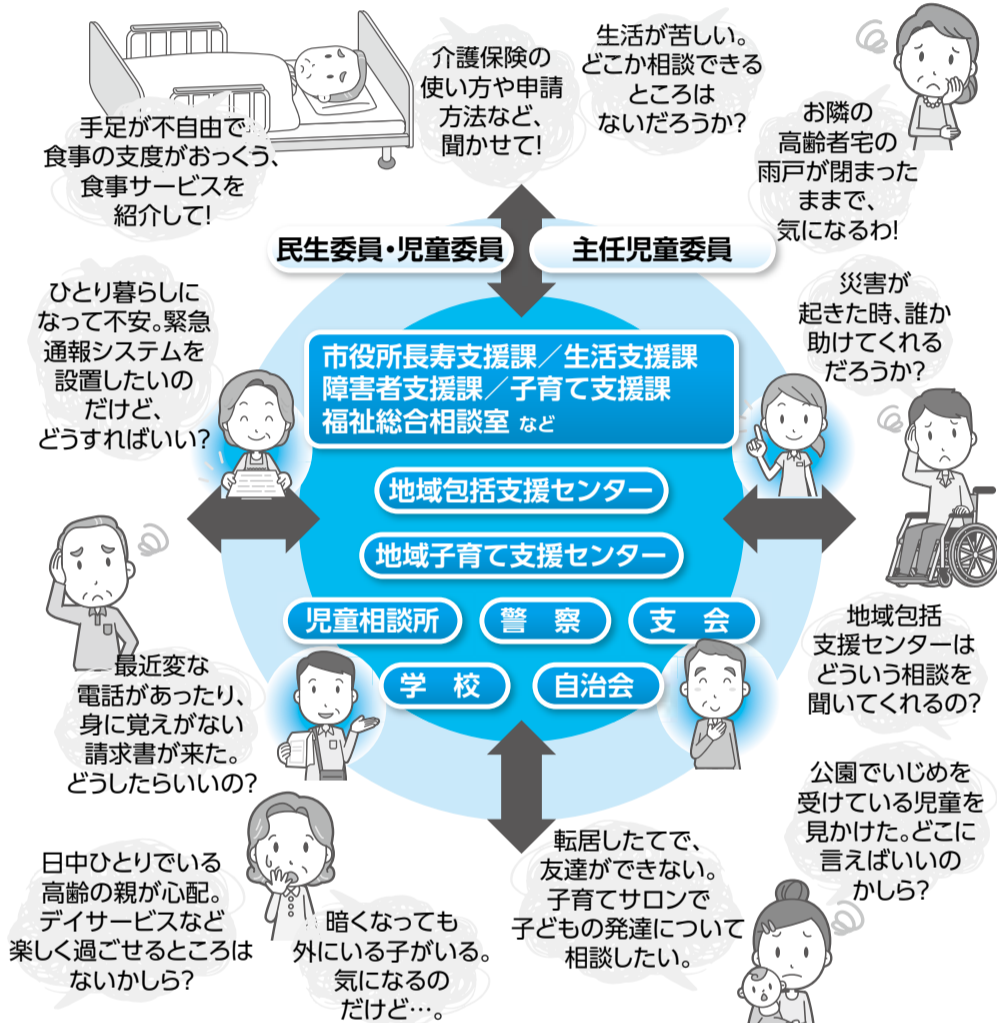 手足が不自由で
食事の支度がおっくう、
食事サービスを
紹介して!
介護保険の
使い方や申請
方法など、
聞かせて!
生活が苦しい。
どこか相談できる
ところは
ないだろうか?
お隣の
高齢者宅の
雨戸が閉まった
ままで、
気になるわ!
民生委員・児童委員
主任児童委員
ひとり暮らしに
なって不安。緊急
通報システムを
設置したいの
だけど、
どうすればいい?
災害が
起きた時、誰か
助けてくれる
だろうか?
市役所長寿支援課/生活支援課
障害者支援課/子育て支援課
福祉総合相談室 など
地域包括支援センター
地域子育て支援センター
児童相談所
警 察
支 会
学 校
自治会
最近変な
電話があったり、
身に覚えがない
請求書が来た。
どうしたらいいの?
地域包括
支援センターは
どういう相談を
聞いてくれるの?
公園でいじめを
受けている児童を
見かけた。どこに
言えばいいの
かしら?
日中ひとりでいる
高齢の親が心配。
デイサービスなど
楽しく過ごせるところは
ないかしら?
暗くなっても
外にいる子がいる。
気になるの
だけど…。
転居したてで、
友達ができない。
子育てサロンで
子どもの発達について
相談したい。